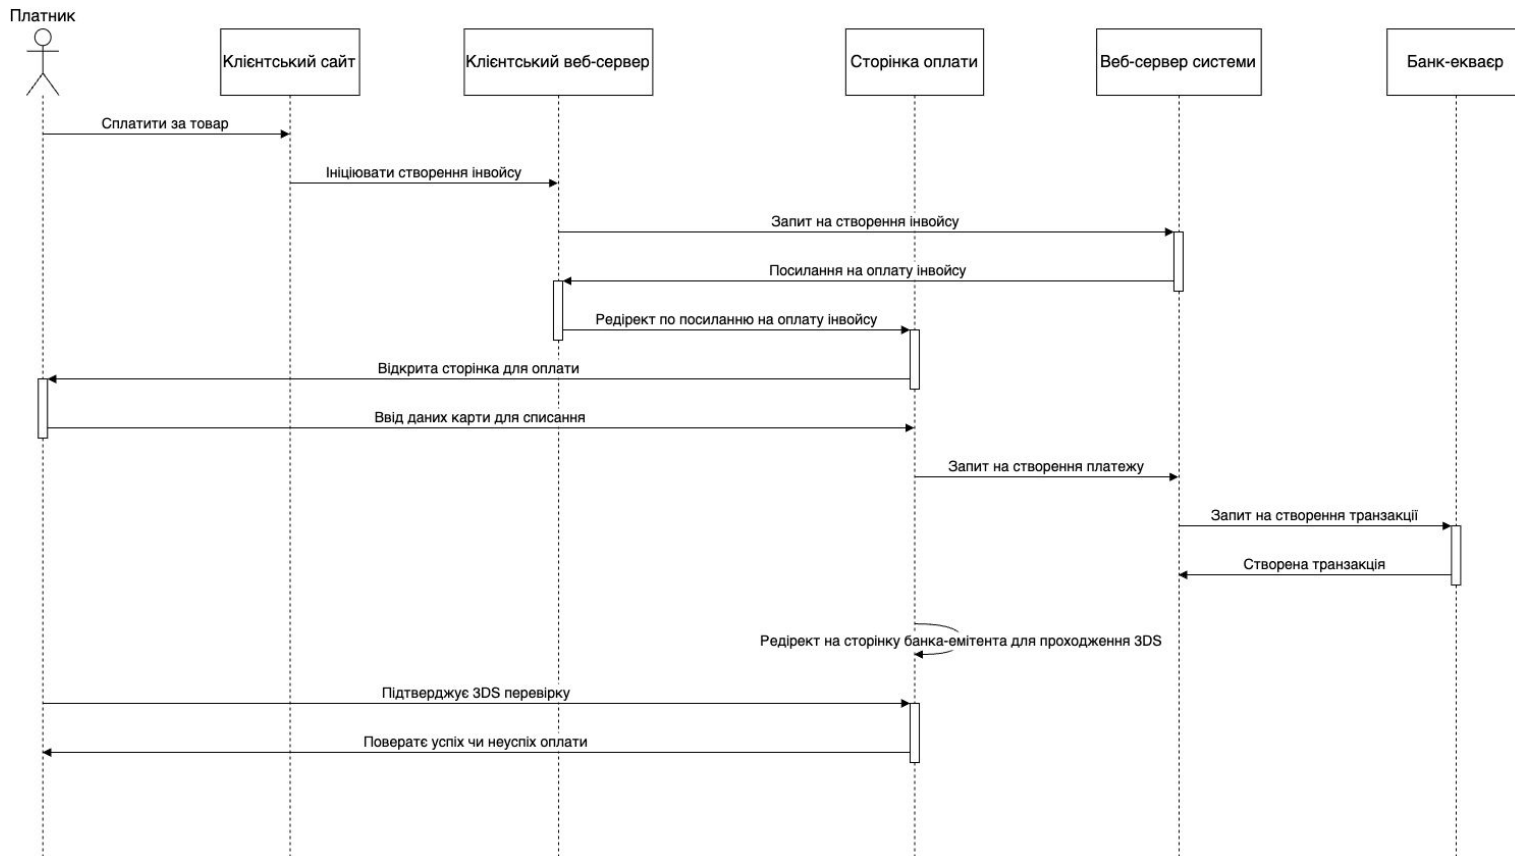 Платник
Клієнтський сайт
Клієнтський веб-сервер
Сторінка оплати
Веб-сервер системи
Банк-екваєр
Сплатити за товар
Ініціювати створення інвойсу
Запит на створення інвойсу
Посилання на оплату інвойсу
Редірект по посиланню на оплату інвойсу
Відкрита сторінка для оплати
Ввід даних карти для списання
Запит на створення платежу
Запит на створення транзакції
Створена транзакція
Редірект на сторінку банка-емітента для проходження 3DS
Підтверджує 3DS перевірку
Повератє успіх чи неуспіх оплати